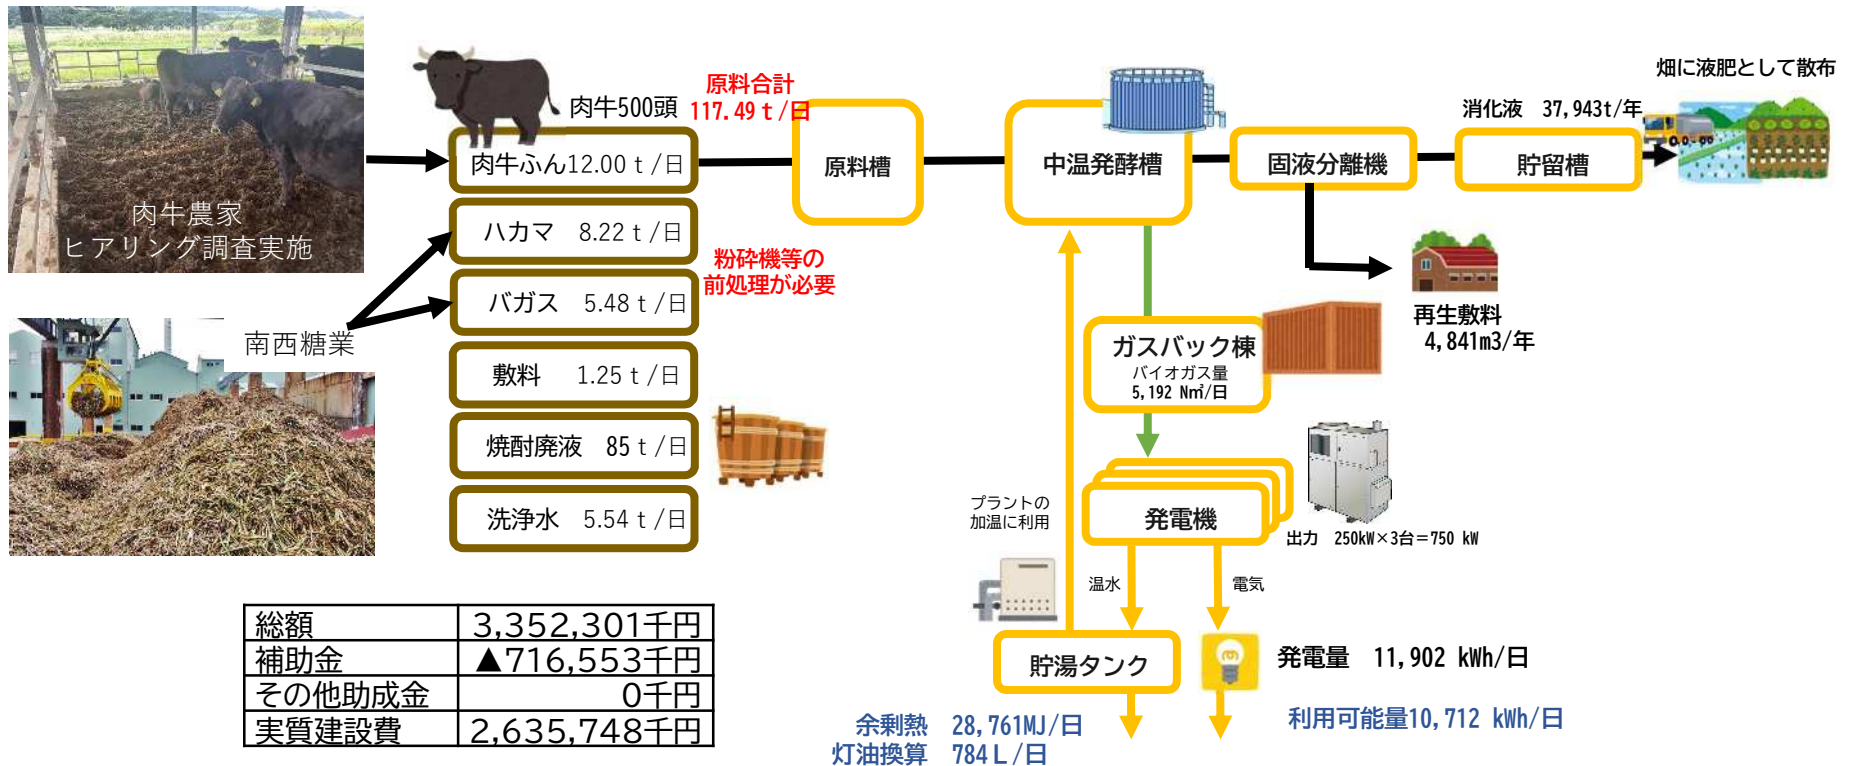 肉牛農家
ヒアリング調査実施
南西糖業
肉牛500頭
原料合計
117.49ｔ/日
肉牛ふん12.00ｔ/日
ハカマ 8.22ｔ/日
バガス 5.48ｔ/日
敷料 1.25ｔ/日
焼酎廃液 85ｔ/日
洗浄水 5.54ｔ/日
粉砕機等の
前処理が必要
原料槽
中温発酵槽
固液分離機
貯留槽
消化液 37,943t/年
畑に液肥として散布
再生敷料
4,841m3/年
ガスバック棟
バイオガス量
5,192 N㎥/日
発電機
出力 250kW×3台＝750 kW
プラントの
加温に利用
温水
電気
貯湯タンク
発電量 11,902 kWh/日
利用可能量10,712 kWh/日
余剰熱 28,761MJ/日
灯油換算 784Ｌ/日
総額 3,352,301千円
補助金 ▲716,553千円
その他助成金 0千円
実質建設費 2,635,748千円